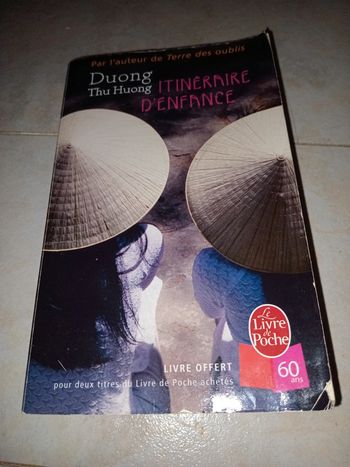 Par l'auteur de Terre des oublis
Duong
Thu Huong
ITINÉRAIRE
D'ENFANCE
Le
Livre
de
Poche
LIVRE OFFERT
pour deux titres du Livre de Poche achetés
60
ans